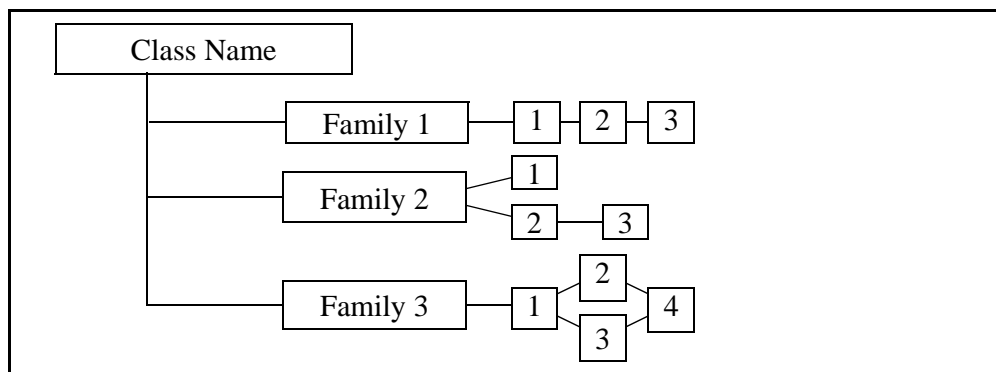 Class Name
Family 1 1 2 3
1
Family 2
2 3
2
Family 3 1 4
3